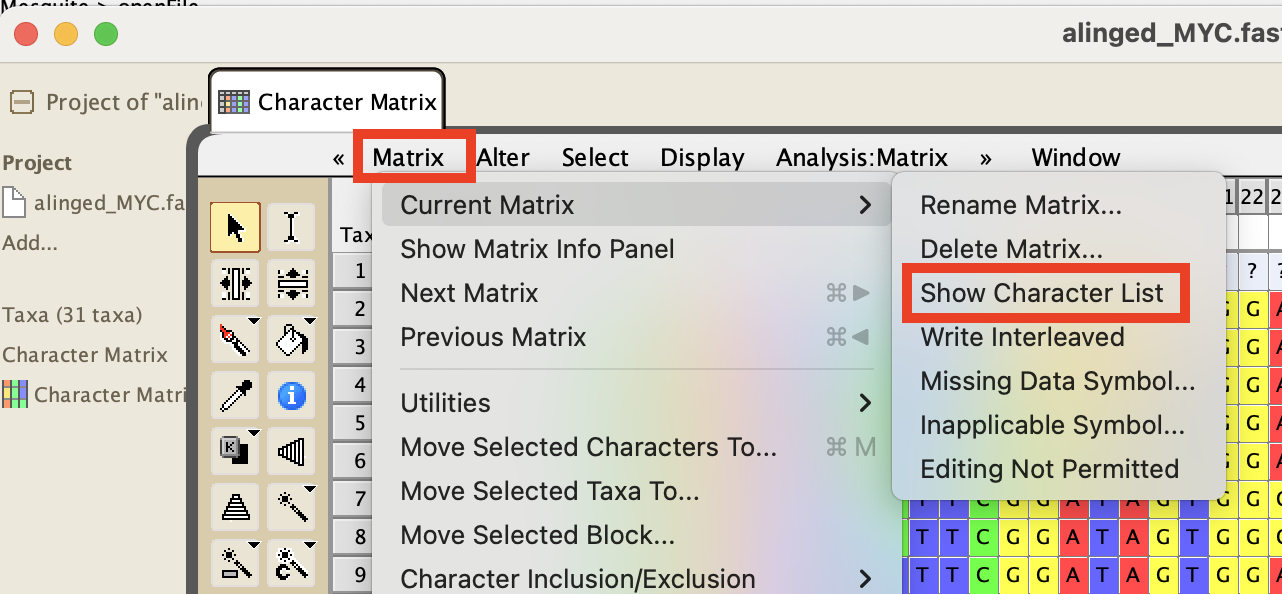 alinged_MYC.fas
Project of "alin
Character Matrix
Project
« Matrix Alter Select Display Analysis:Matrix » Window
alinged_MYC.fa
Current Matrix
Rename Matrix...
22
Add...
Tax
Show Matrix Info Panel
Delete Matrix...
1
?
Next Matrix ⌘▶
Show Character List
2
G
Taxa (31 taxa)
Previous Matrix ⌘◀
Write Interleaved
3
G
Character Matrix
Missing Data Symbol...
4
G
Character Matri
Utilities
Inapplicable Symbol...
5
G
Move Selected Characters To... ⌘M
Editing Not Permitted
6
G
Move Selected Taxa To...
7
T T C G G A T A G T G G
Move Selected Block...
8
T T C G G A T A G T G G
Character Inclusion/Exclusion
9
T T C G G A T A G T G G